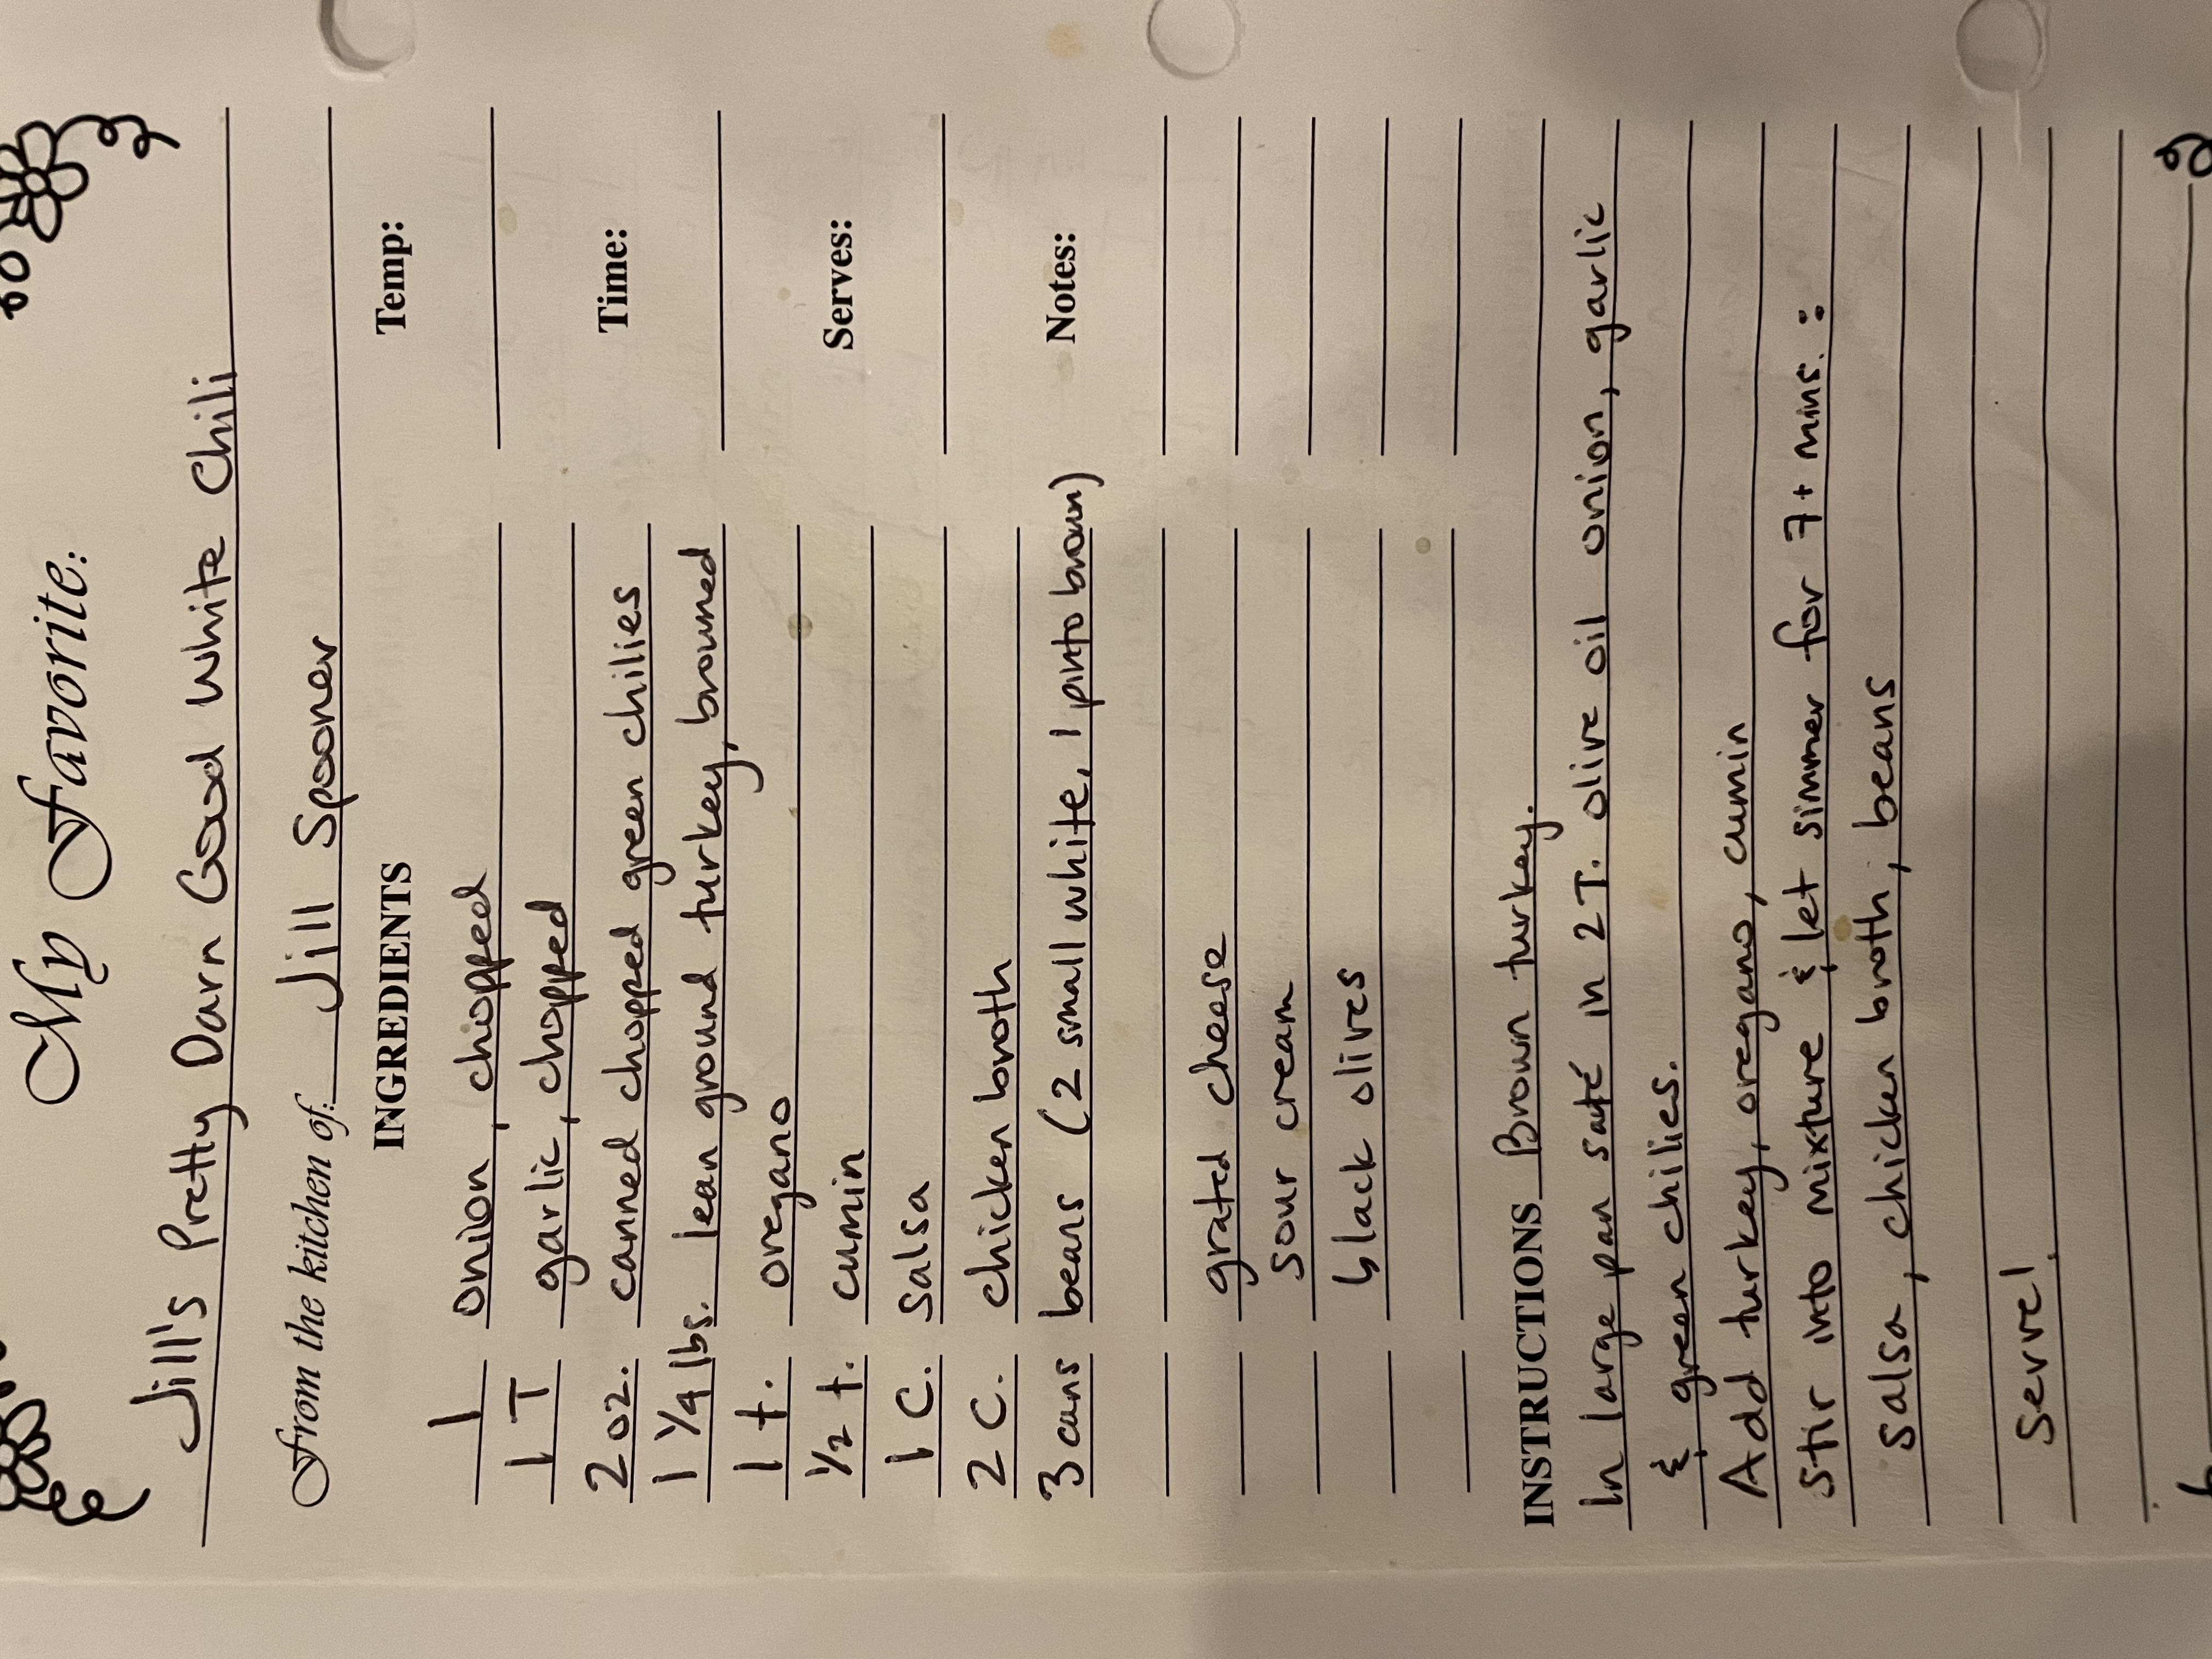 My Favorite:
Jill's Pretty Darn Good White Chili
From the kitchen of: Jill Spooner
INGREDIENTS Temp:
1 onion, chopped
1 T garlic, chopped
2 oz. canned chopped green chilies
Time:
1 1/4 lbs. lean ground turkey, browned
1 t. oregano
1/2 t. cumin
Serves:
1 C. salsa
2 C. chicken broth
3 cans beans (2 small white, 1 pinto brown)
Notes:
grated cheese
sour cream
black olives
INSTRUCTIONS Brown turkey.
In large pan sauté in 2 T. olive oil onion, garlic
& green chilies.
Add turkey, oregano, cumin
stir into mixture & let simmer for 7+ mins. :
salsa, chicken broth, beans
Serve!